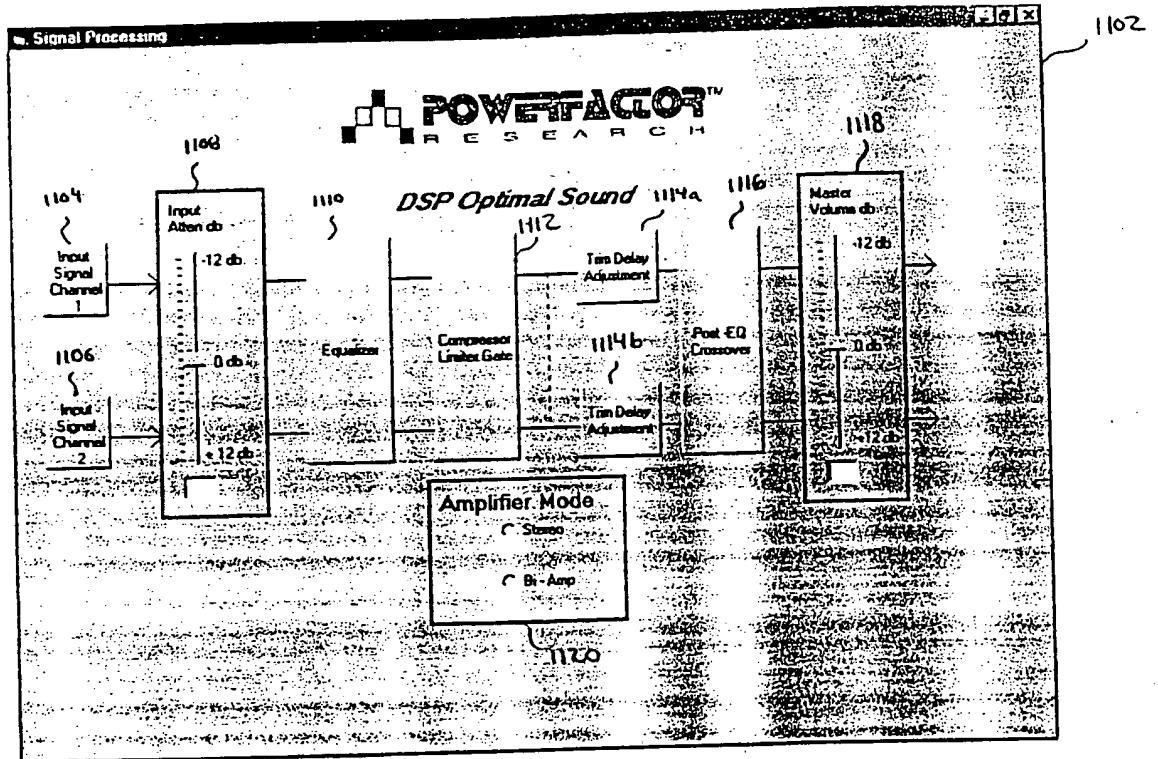 Signal Processing
1102
POWERFACTOR™
RESEARCH
DSP Optimal Sound
1104
Input
Signal
Channel
1
1106
Input
Signal
Channel
2
1108
Input
Atten db
-12 db
0 db
+12 db
1110
Equalizer
1112
Compressor
Limiter Gate
1114a
Trim Delay
Adjustment
1114b
Trim Delay
Adjustment
1116
Post-EQ
Crossover
1118
Master
Volume db
-12 db
0 db
+12 db
Amplifier Mode
Stereo
Bi-Amp
1120